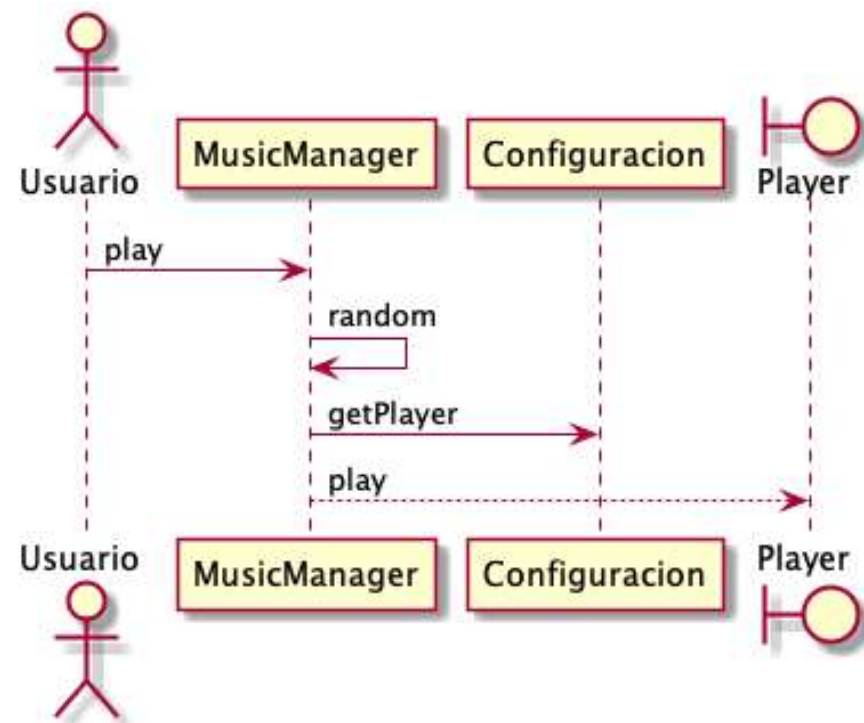 Usuario
MusicManager
Configuracion
Player
play
random
getPlayer
play
Usuario
MusicManager
Configuracion
Player